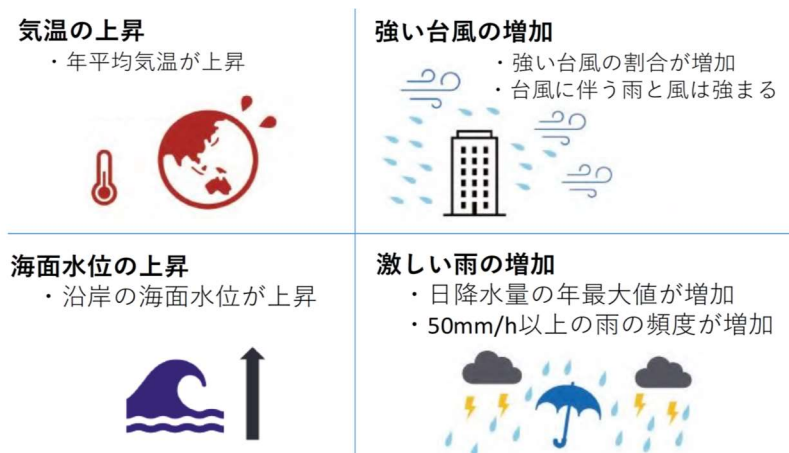 気温の上昇
・年平均気温が上昇
強い台風の増加
・強い台風の割合が増加
・台風に伴う雨と風は強まる
海面水位の上昇
・沿岸の海面水位が上昇
激しい雨の増加
・日降水量の年最大値が増加
・50mm/h以上の雨の頻度が増加